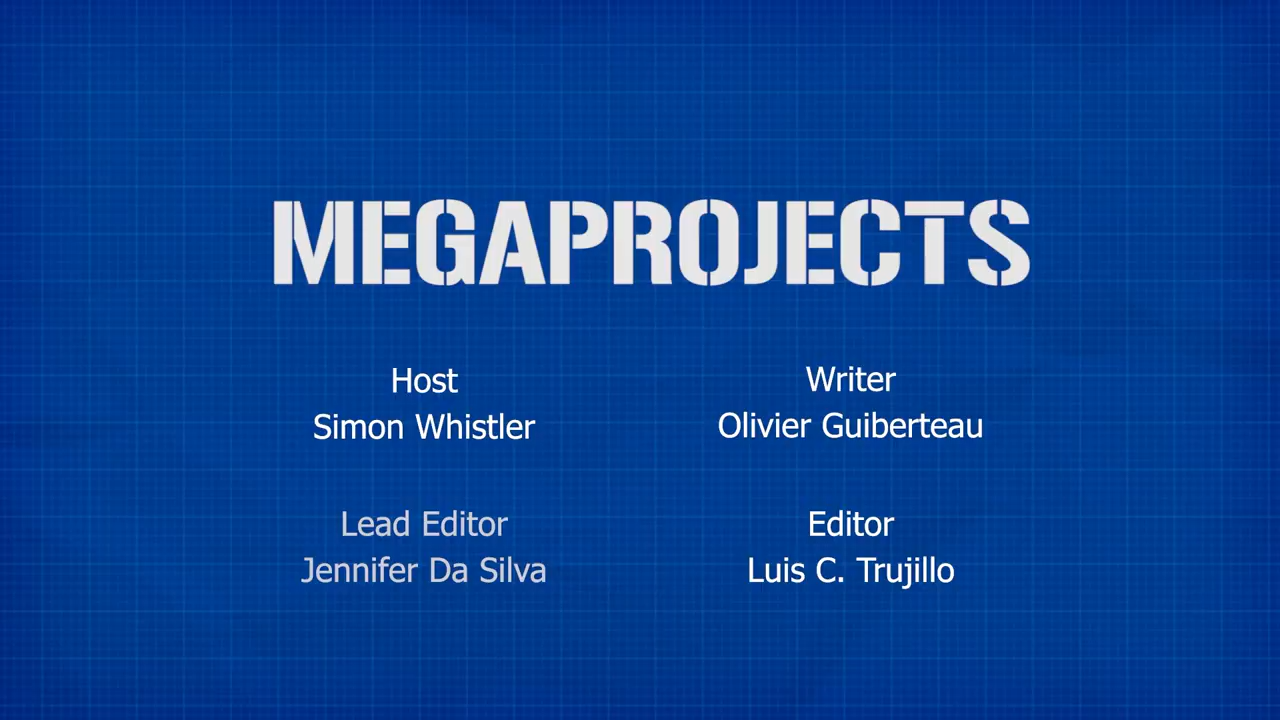 MEGAPROJECTS
Host
Simon Whistler
Writer
Olivier Guiberteau
Lead Editor
Jennifer Da Silva
Editor
Luis C. Trujillo